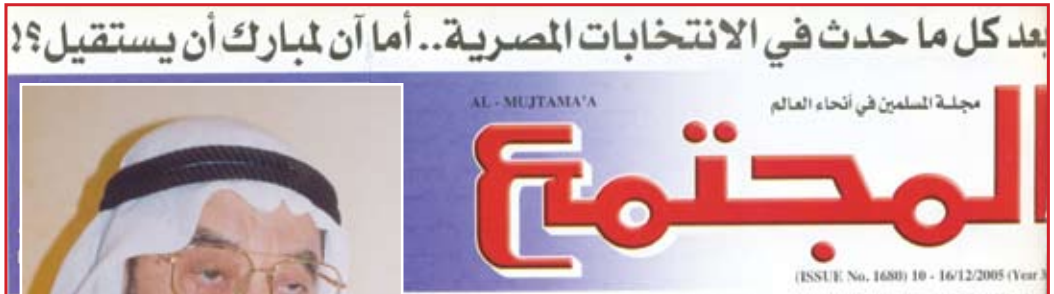 بعد كل ما حدث في الانتخابات المصرية.. أما آن لمبارك أن يستقيل؟!
مجلة المسلمين في أنحاء العالم
AL - MUJTAMA'A
المجتمع
(ISSUE No. 1680) 10 - 16/12/2005 (Year 3